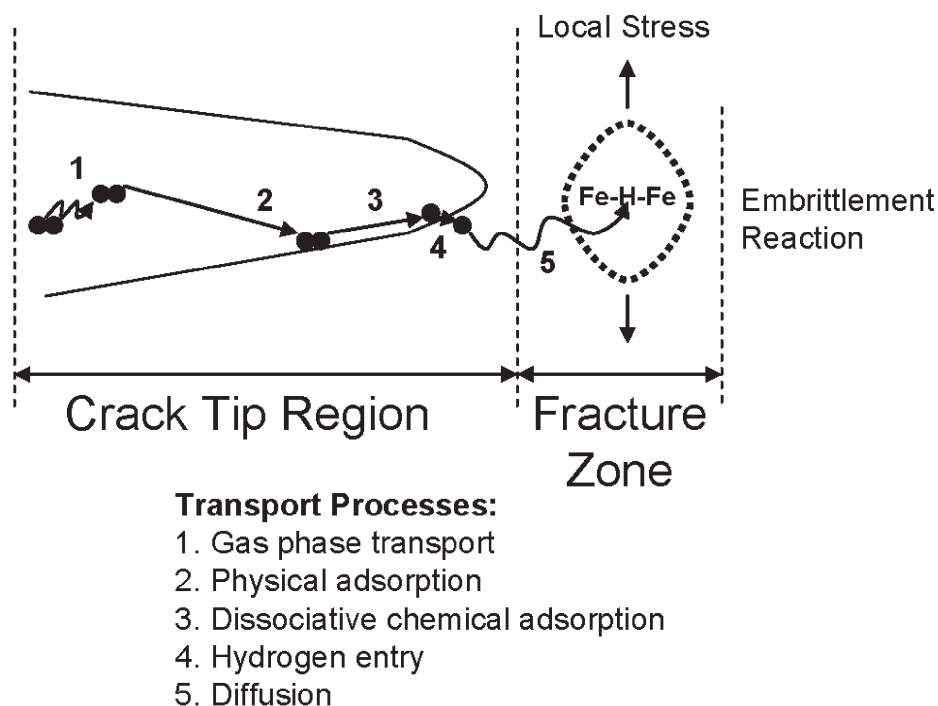 Local Stress
1
2
3
4
5
Fe-H-Fe
Embrittlement
Reaction
Crack Tip Region
Fracture
Zone
Transport Processes:
1. Gas phase transport
2. Physical adsorption
3. Dissociative chemical adsorption
4. Hydrogen entry
5. Diffusion